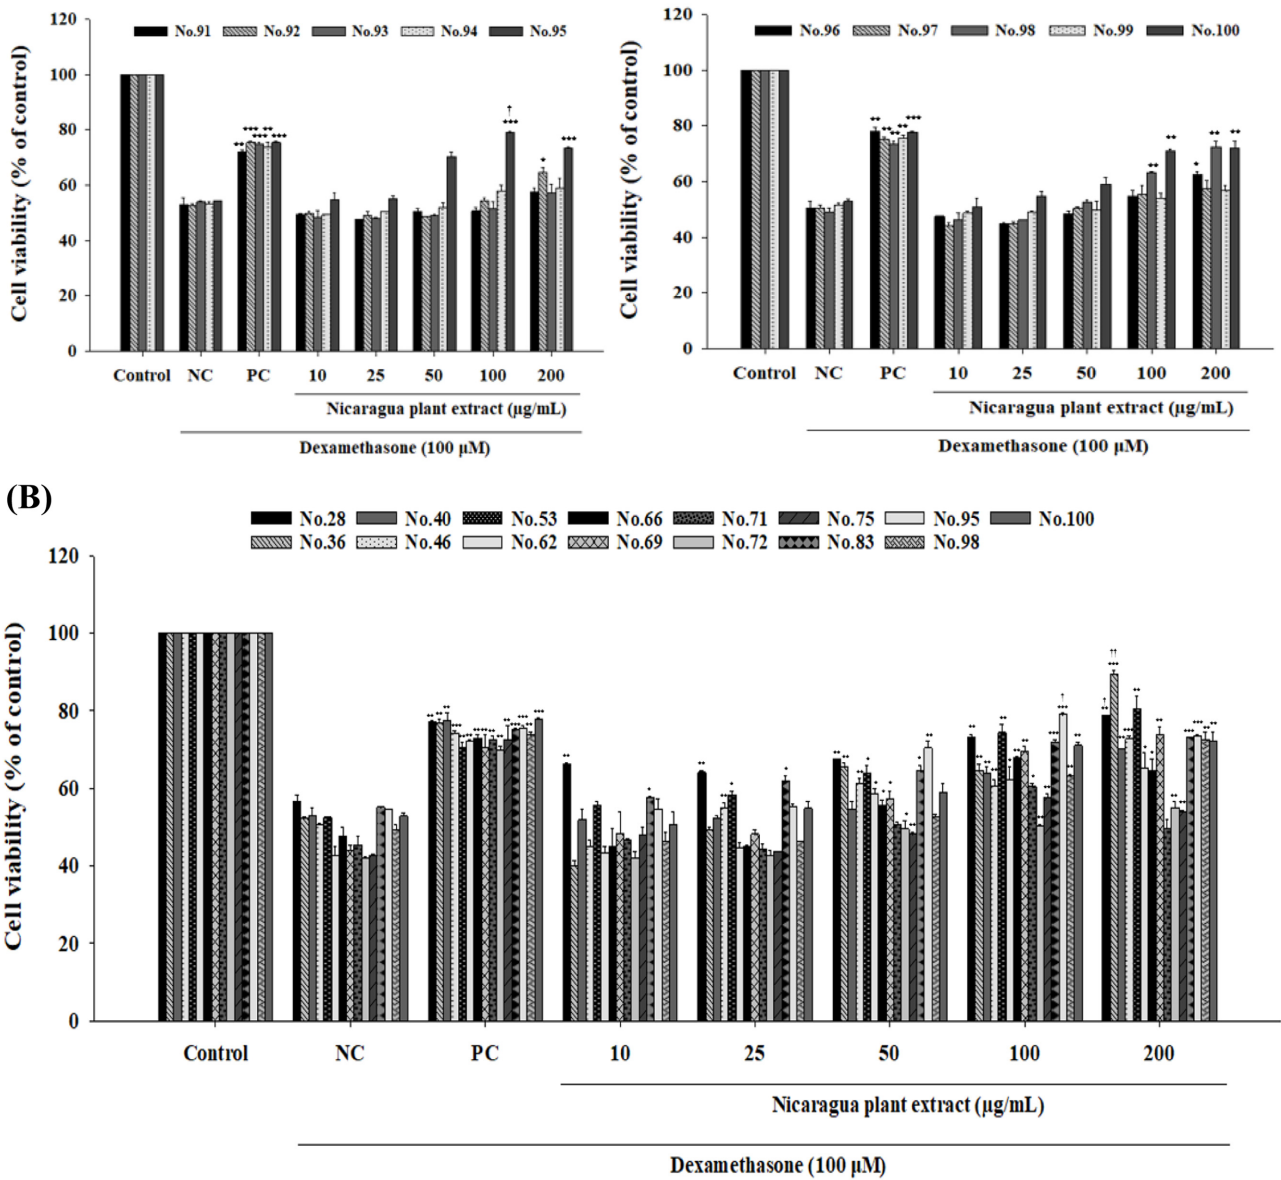 No.91 No.92 No.93 No.94 No.95
Cell viability (% of control)
120
100
80
60
40
20
0
Control NC PC 10 25 50 100 200
Nicaragua plant extract (µg/mL)
Dexamethasone (100 µM)
No.96 No.97 No.98 No.99 No.100
Cell viability (% of control)
120
100
80
60
40
20
0
Control NC PC 10 25 50 100 200
Nicaragua plant extract (µg/mL)
Dexamethasone (100 µM)
(B)
No.28 No.40 No.53 No.66 No.71 No.75 No.95 No.100
No.36 No.46 No.62 No.69 No.72 No.83 No.98
Cell viability (% of control)
120
100
80
60
40
20
0
Control NC PC 10 25 50 100 200
Nicaragua plant extract (µg/mL)
Dexamethasone (100 µM)